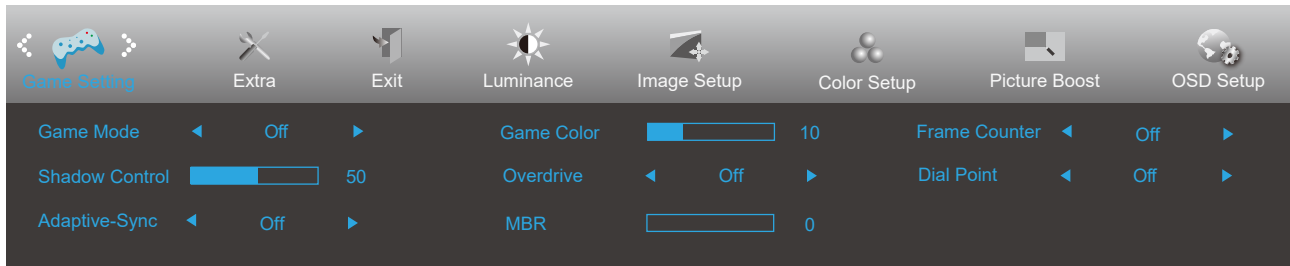 Game Setting Extra Exit Luminance Image Setup Color Setup Picture Boost OSD Setup
Game Mode Off Game Color 10 Frame Counter Off
Shadow Control 50 Overdrive Off Dial Point Off
Adaptive-Sync Off MBR 0